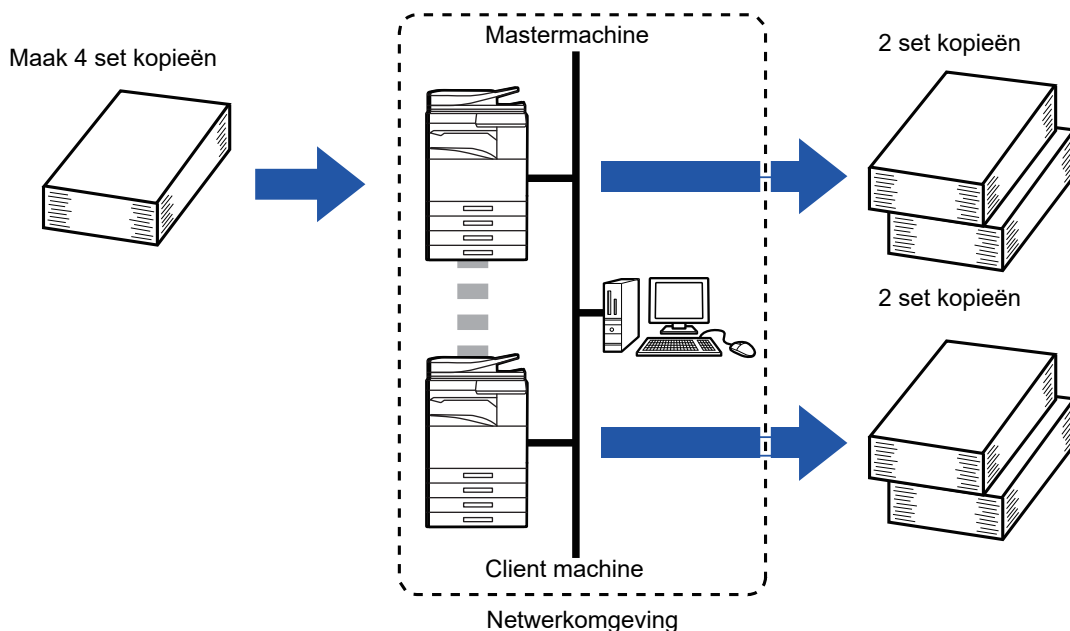 Maak 4 set kopieën
Mastermachine
2 set kopieën
2 set kopieën
Client machine
Netwerkomgeving